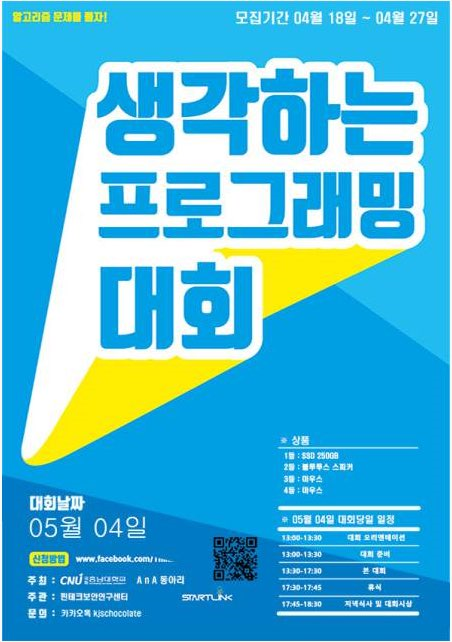 알고리즘 문제를 풀자!
모집기간 04월 18일 ~ 04월 27일
생각하는
프로그래밍
대회
※ 상품
1등 : SSD 250GB
2등 : 블루투스 스피커
3등 : 마우스
4등 : 마우스
대회날짜
05월 04일
※ 05월 04일 대회당일 일정
13:00-13:30 대회 오리엔테이션
13:00-13:30 대회 준비
13:30-17:30 본 대회
17:30-17:45 휴식
17:45-18:30 저녁식사 및 대회시상
신청방법 www.facebook.com/
주최 : CNU 충남대학교 AnA 동아리
주관 : 핀테크보안연구센터 STARTLINK
문의 : 카카오톡 kjschocolate